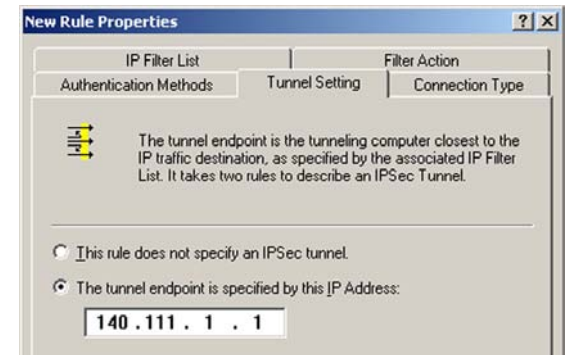 New Rule Properties
IP Filter List
Filter Action
Authentication Methods
Tunnel Setting
Connection Type
The tunnel endpoint is the tunneling computer closest to the
IP traffic destination, as specified by the associated IP Filter
List. It takes two rules to describe an IPSec Tunnel.
This rule does not specify an IPSec tunnel.
The tunnel endpoint is specified by this IP Address:
140 . 111 . 1 . 1